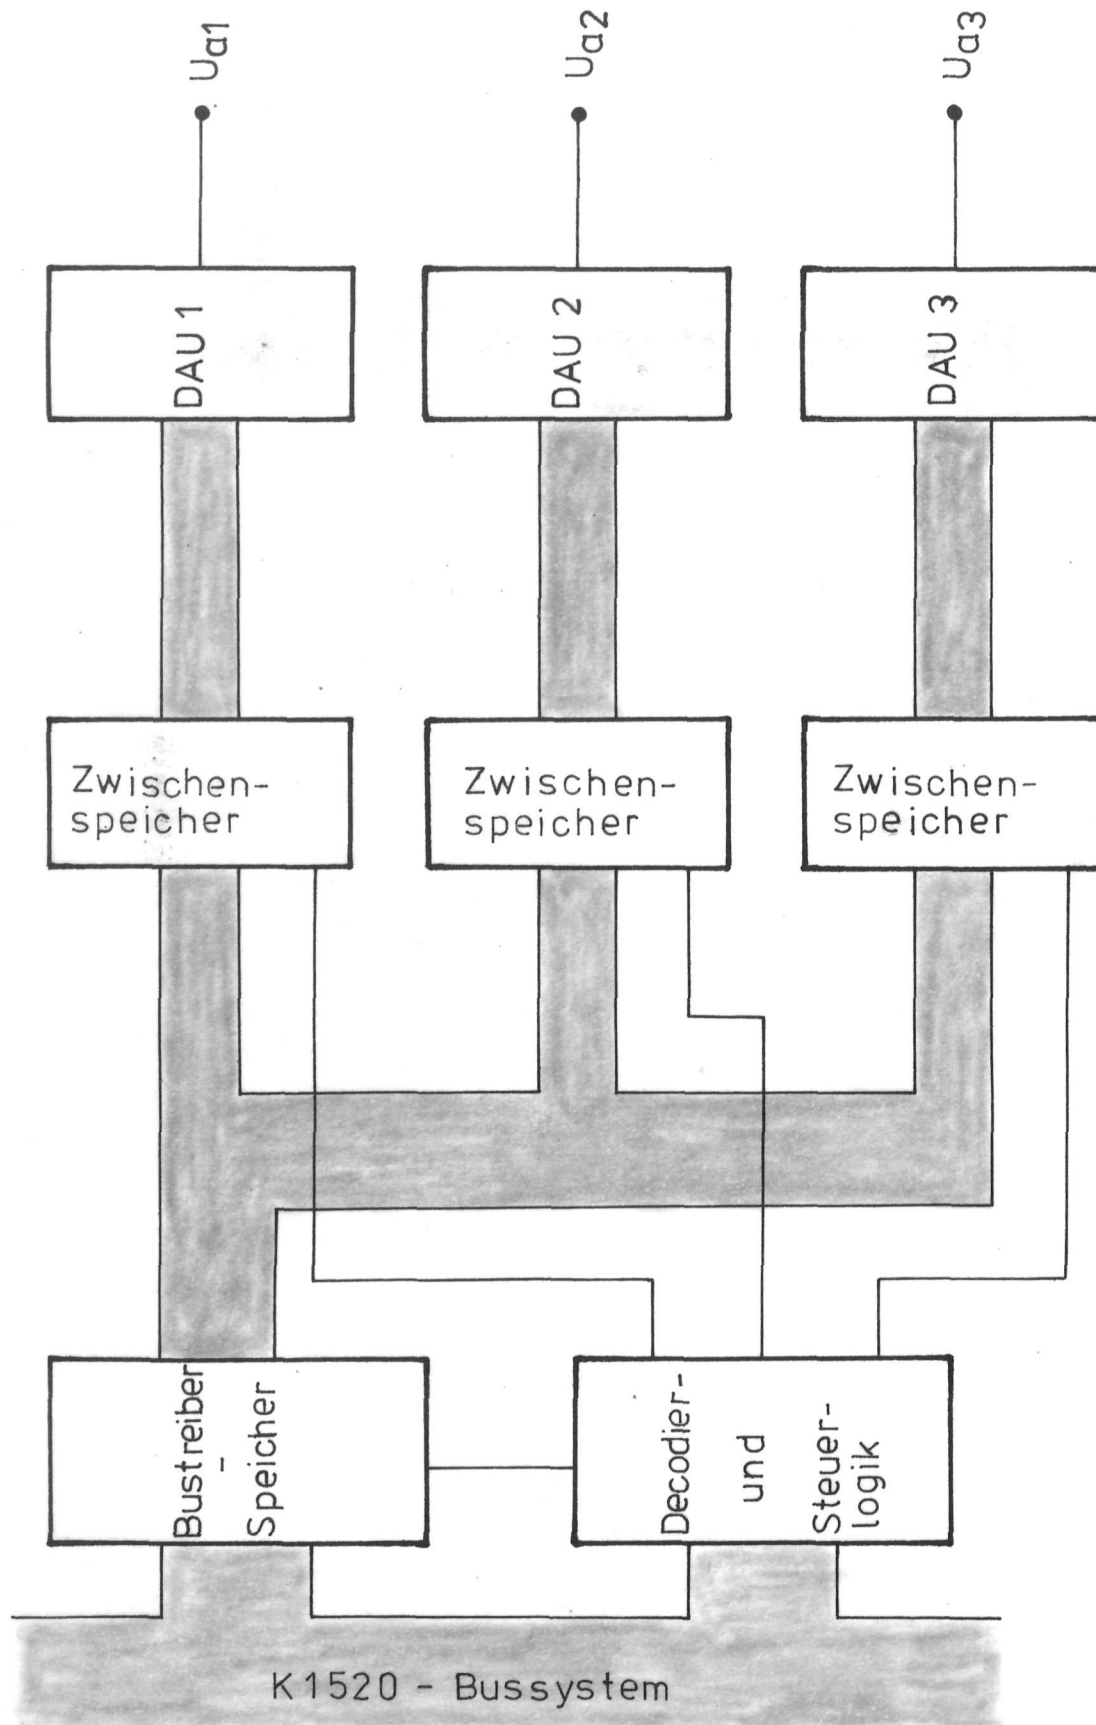 Ua1
Ua2
Ua3
DAU 1
DAU 2
DAU 3
Zwischen-
speicher
Zwischen-
speicher
Zwischen-
speicher
Bustreiber
-
Speicher
Decodier-
und
Steuer-
logik
K1520 - Bussystem